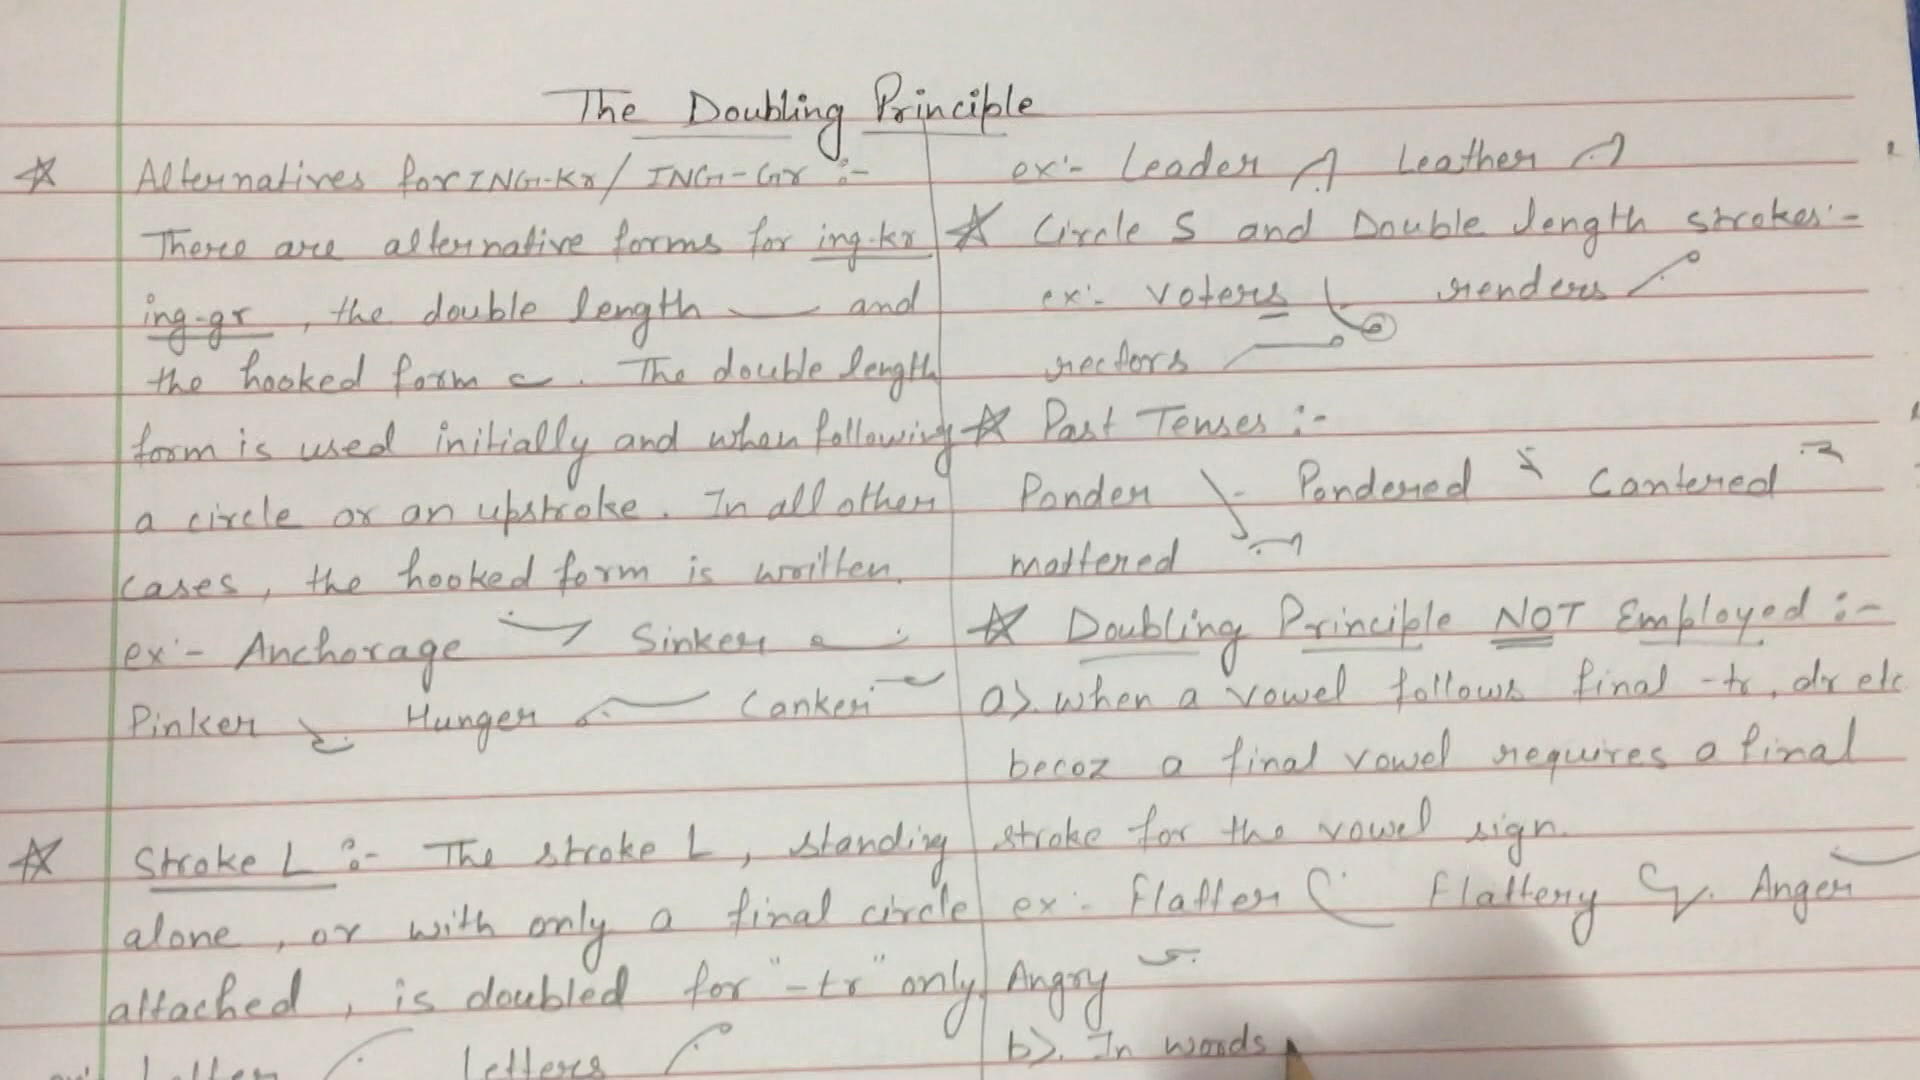 The Doubling Principle
Alternatives for ING-Kr / ING-Gr :-
There are alternative forms for ing-kr
ing-gr, the double length and
the hooked form . The double length
form is used initially and when following
a circle or an upstroke. In all other
cases, the hooked form is written.
ex:- Anchorage Sinker
Pinker Hunger Canker
Stroke L :- The stroke L, standing
alone, or with only a final circle
attached, is doubled for "-tr" only
Letter Letters
ex:- Leader Leather
Circle S and Double length strokes:-
ex:- Voters renders
rectors
Past Tenses :-
Ponder - Pondered Cantered
mattered
Doubling Principle NOT Employed :-
a). when a vowel follows final -tr, dr etc
becoz a final vowel requires a final
stroke for the vowel sign.
ex:- Flatter Flattery Anger
Angry
b). In words